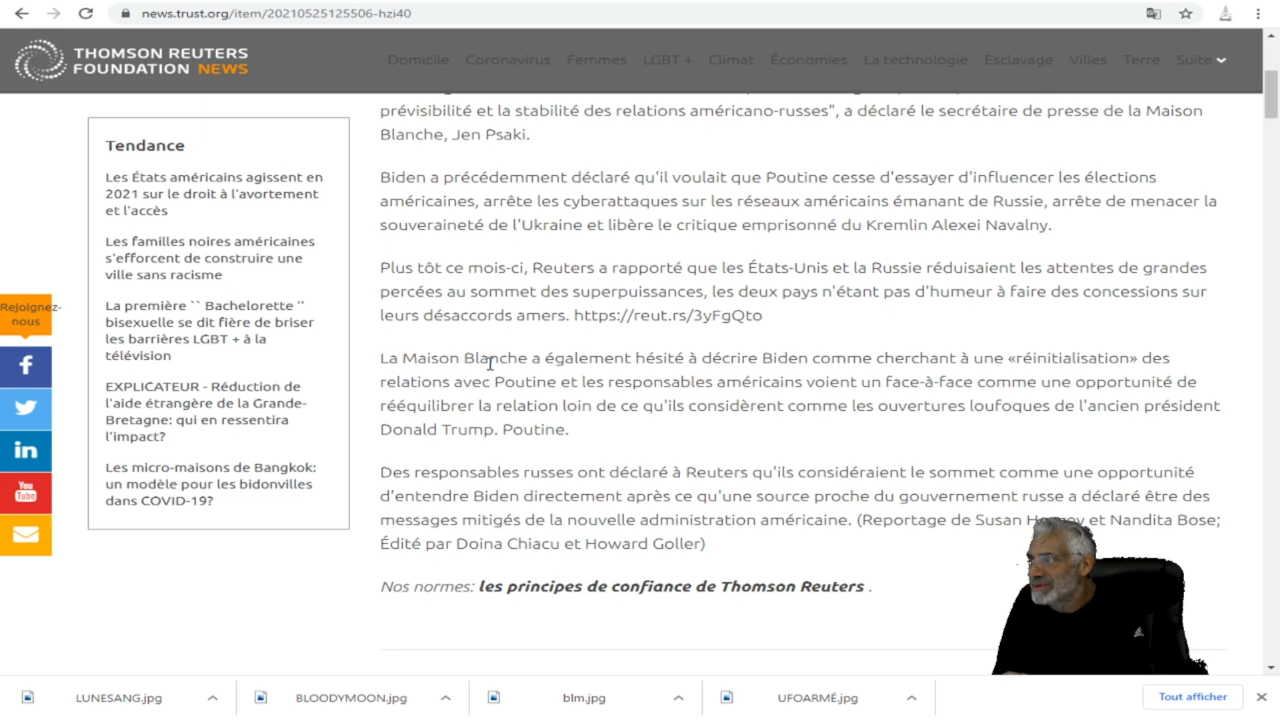 news.trust.org/item/20210525125506-hzi40
THOMSON REUTERS
FOUNDATION NEWS
Domicile Coronavirus Femmes LGBT + Climat Économies La technologie Esclavage Villes Terre Suite
prévisibilité et la stabilité des relations américano-russes", a déclaré le secrétaire de presse de la Maison
Blanche, Jen Psaki.
Tendance
Les États américains agissent en
2021 sur le droit à l'avortement
et l'accès
Les familles noires américaines
s'efforcent de construire une
ville sans racisme
La première `` Bachelorette ''
bisexuelle se dit fière de briser
les barrières LGBT + à la
télévision
EXPLICATEUR - Réduction de
l'aide étrangère de la Grande-
Bretagne: qui en ressentira
l'impact?
Les micro-maisons de Bangkok:
un modèle pour les bidonvilles
dans COVID-19?
Rejoignez-
nous
Biden a précédemment déclaré qu'il voulait que Poutine cesse d'essayer d'influencer les élections
américaines, arrête les cyberattaques sur les réseaux américains émanant de Russie, arrête de menacer la
souveraineté de l'Ukraine et libère le critique emprisonné du Kremlin Alexei Navalny.
Plus tôt ce mois-ci, Reuters a rapporté que les États-Unis et la Russie réduisaient les attentes de grandes
percées au sommet des superpuissances, les deux pays n'étant pas d'humeur à faire des concessions sur
leurs désaccords amers. https://reut.rs/3yFgQto
La Maison Blanche a également hésité à décrire Biden comme cherchant à une «réinitialisation» des
relations avec Poutine et les responsables américains voient un face-à-face comme une opportunité de
rééquilibrer la relation loin de ce qu'ils considèrent comme les ouvertures loufoques de l'ancien président
Donald Trump. Poutine.
Des responsables russes ont déclaré à Reuters qu'ils considéraient le sommet comme une opportunité
d'entendre Biden directement après ce qu'une source proche du gouvernement russe a déclaré être des
messages mitigés de la nouvelle administration américaine. (Reportage de Susan et Nandita Bose;
Édité par Doina Chiacu et Howard Goller)
Nos normes: les principes de confiance de Thomson Reuters .
You
Tube
LUNESANG.jpg
BLOODYMOON.jpg
blm.jpg
UFOARMÉ.jpg
Tout afficher